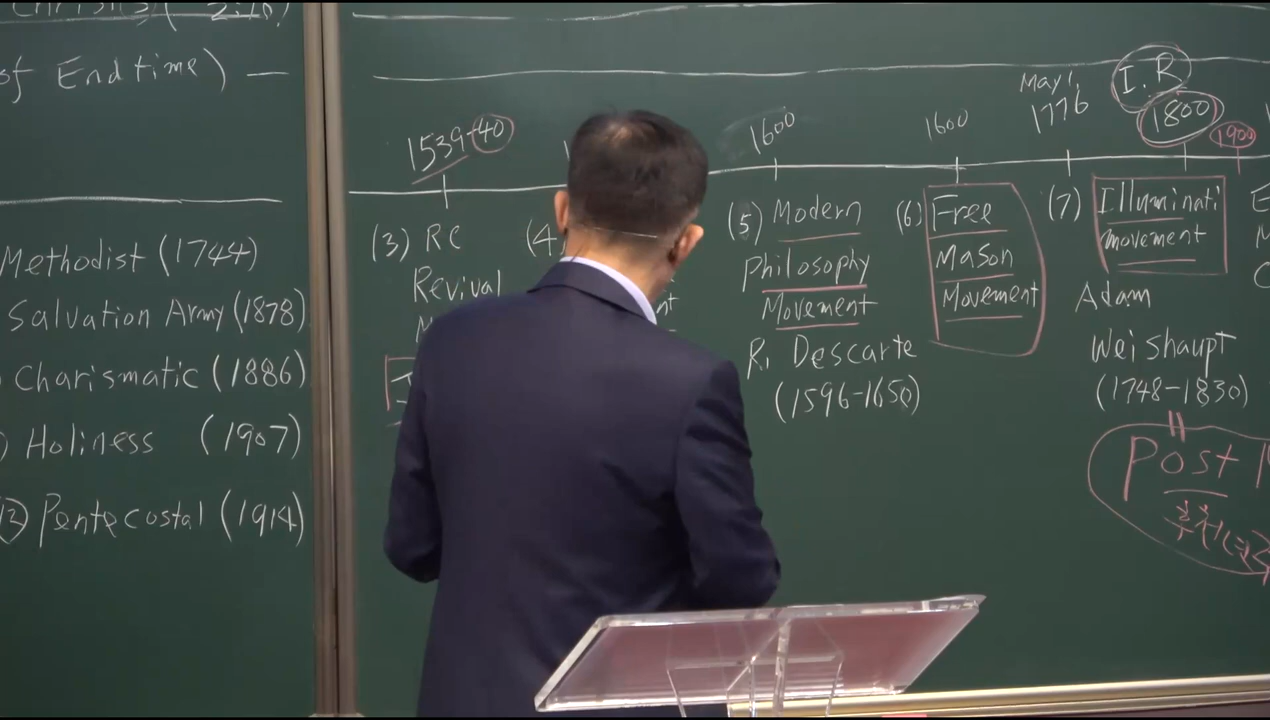 of Endtime) —
Methodist (1744)
Salvation Army (1878)
Charismatic (1886)
Holiness (1907)
12) Pentecostal (1914)
1539-40
1600
1600
May 1,
1776
I.R
1800
1900
(3) RC
Revival
(4
(5) Modern
Philosophy
Movement
R. Descarte
(1596-1650)
(6) Free
Mason
Movement
(7) Illuminati
movement
Adam
Weishaupt
(1748-1830)
Post